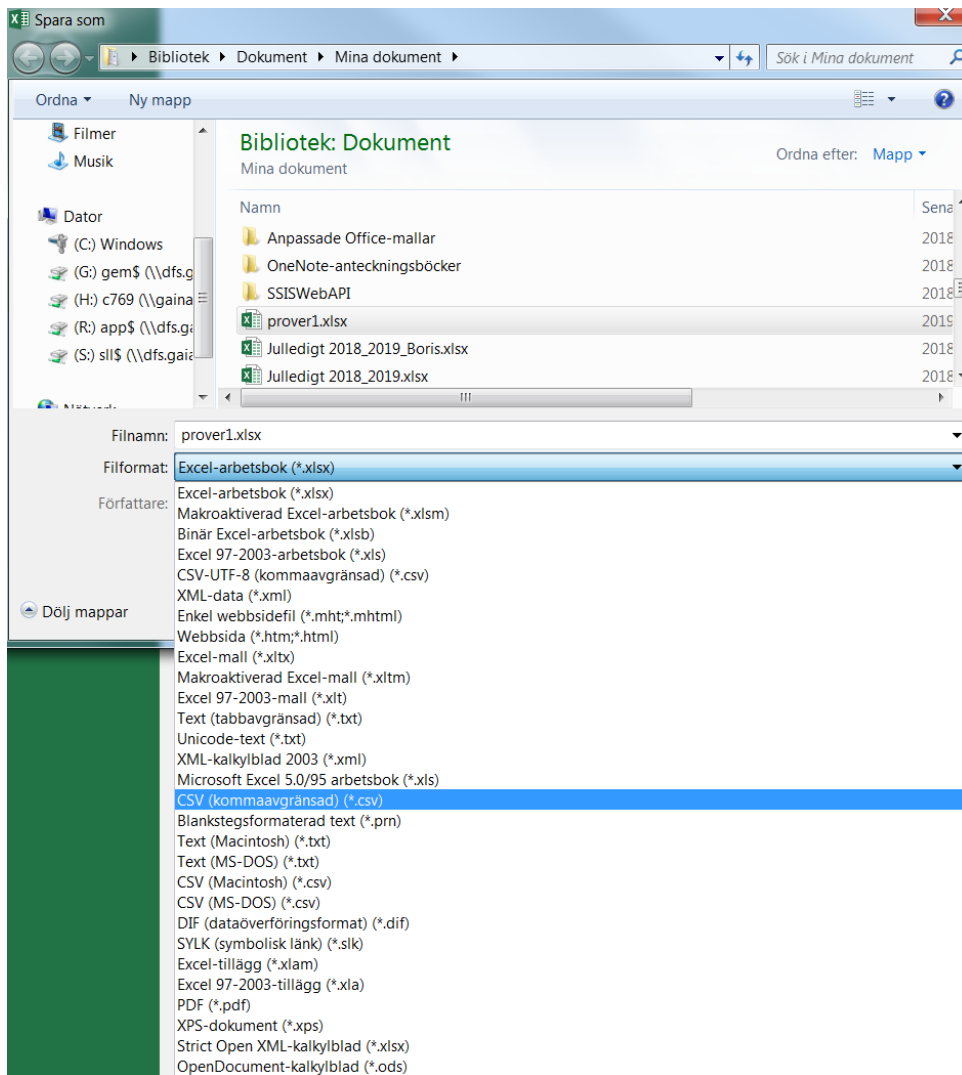 Spara som
Bibliotek Dokument Mina dokument
Sök i Mina dokument
Ordna Ny mapp
Filmer
Musik
Dator
(C:) Windows
(G:) gem$ (\\dfs.g
(H:) c769 (\\gaina
(R:) app$ (\\dfs.ga
(S:) sll$ (\\dfs.gaia
Nätverk
Bibliotek: Dokument
Mina dokument
Ordna efter: Mapp
Namn Sena
Anpassade Office-mallar 2018
OneNote-anteckningsböcker 2018
SSISWebAPI 2018
prover1.xlsx 2019
Julledigt 2018_2019_Boris.xlsx 2018
Julledigt 2018_2019.xlsx 2018
Filnamn: prover1.xlsx
Filformat: Excel-arbetsbok (*.xlsx)
Författare:
Dölj mappar
Excel-arbetsbok (*.xlsx)
Makroaktiverad Excel-arbetsbok (*.xlsm)
Binär Excel-arbetsbok (*.xlsb)
Excel 97-2003-arbetsbok (*.xls)
CSV-UTF-8 (kommaavgränsad) (*.csv)
XML-data (*.xml)
Enkel webbsidefil (*.mht;*.mhtml)
Webbsida (*.htm;*.html)
Excel-mall (*.xltx)
Makroaktiverad Excel-mall (*.xltm)
Excel 97-2003-mall (*.xlt)
Text (tabbavgränsad) (*.txt)
Unicode-text (*.txt)
XML-kalkylblad 2003 (*.xml)
Microsoft Excel 5.0/95 arbetsbok (*.xls)
CSV (kommaavgränsad) (*.csv)
Blankstegsformaterad text (*.prn)
Text (Macintosh) (*.txt)
Text (MS-DOS) (*.txt)
CSV (Macintosh) (*.csv)
CSV (MS-DOS) (*.csv)
DIF (dataöverföringsformat) (*.dif)
SYLK (symbolisk länk) (*.slk)
Excel-tillägg (*.xlam)
Excel 97-2003-tillägg (*.xla)
PDF (*.pdf)
XPS-dokument (*.xps)
Strict Open XML-kalkylblad (*.xlsx)
OpenDocument-kalkylblad (*.ods)